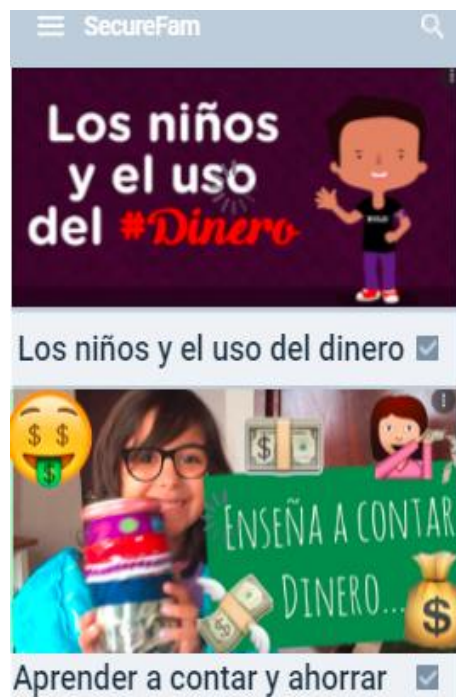 SecureFam
Los niños
y el uso
del #Dinero
Los niños y el uso del dinero
ENSEÑA A CONTAR
DINERO...
Aprender a contar y ahorrar